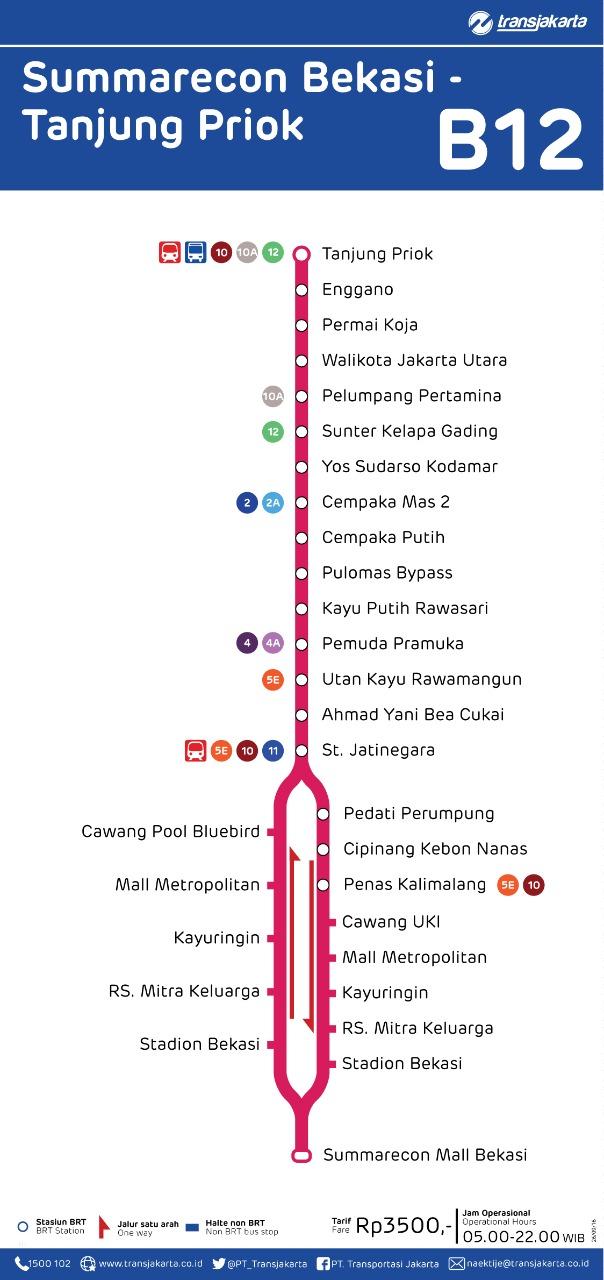 transjakarta
Summarecon Bekasi -
Tanjung Priok
B12
10 10A 12 Tanjung Priok
Enggano
Permai Koja
Walikota Jakarta Utara
10A Pelumpang Pertamina
12 Sunter Kelapa Gading
Yos Sudarso Kodamar
2 2A Cempaka Mas 2
Cempaka Putih
Pulomas Bypass
Kayu Putih Rawasari
4 4A Pemuda Pramuka
5E Utan Kayu Rawamangun
Ahmad Yani Bea Cukai
5E 10 11 St. Jatinegara
Pedati Perumpung
Cipinang Kebon Nanas
Penas Kalimalang 5E 10
Cawang UKI
Mall Metropolitan
Kayuringin
RS. Mitra Keluarga
Stadion Bekasi
Cawang Pool Bluebird
Mall Metropolitan
Kayuringin
RS. Mitra Keluarga
Stadion Bekasi
Summarecon Mall Bekasi
Stasiun BRT
BRT Station
Jalur satu arah
One way
Halte non BRT
Non BRT bus stop
Tarif
Fare
Rp3500,-
Jam Operasional
Operational Hours
05.00-22.00 WIB
1500 102
www.transjakarta.co.id
@PT_Transjakarta
PT. Transportasi Jakarta
naektije@transjakarta.co.id